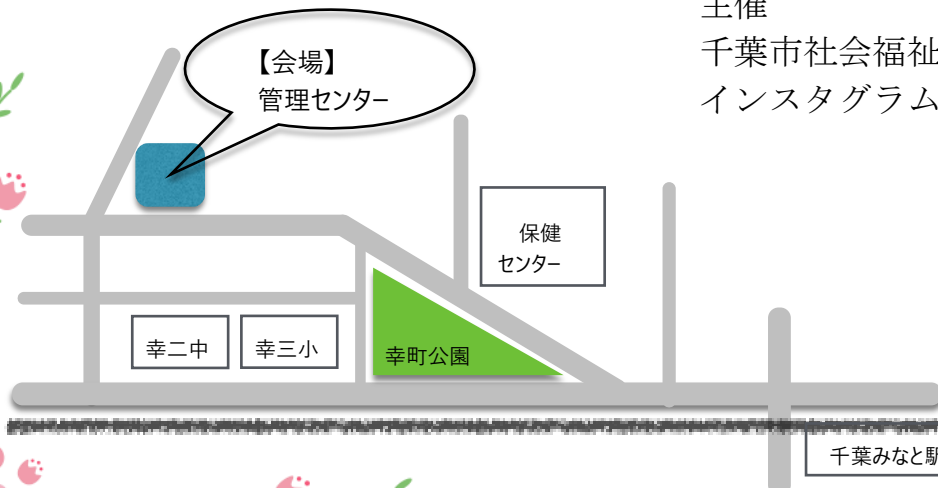 主催
千葉市社会福祉
インスタグラム
【会場】
管理センター
保健
センター
幸二中
幸三小
幸町公園
千葉みなと駅